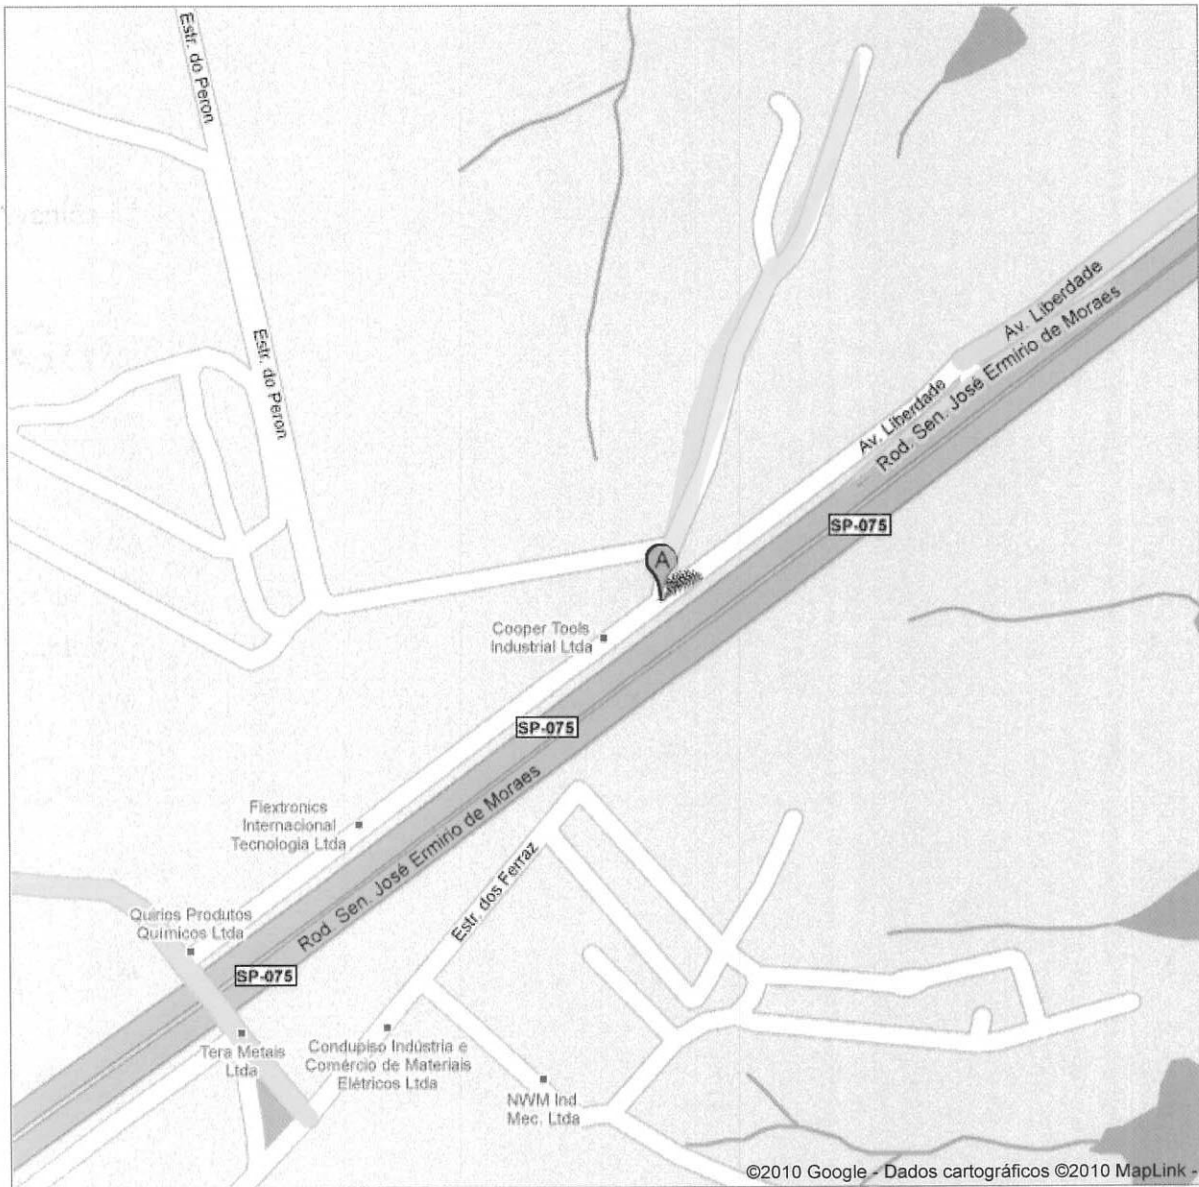 Estr. do Peron
Estr. do Peron
Av. Liberdade
Rod. Sen. José Ermirio de Moraes
Av. Liberdade
SP-075
A
Cooper Tools
Industrial Ltda
SP-075
Flextronics
Internacional
Tecnologia Ltda
Rod. Sen. José Ermirio de Moraes
Estr. dos Ferraz
Quirios Produtos
Químicos Ltda
SP-075
Tera Metais
Ltda
Condupiso Indústria e
Comércio de Materiais
Elétricos Ltda
NWM Ind
Mec. Ltda
©2010 Google - Dados cartográficos ©2010 MapLink -